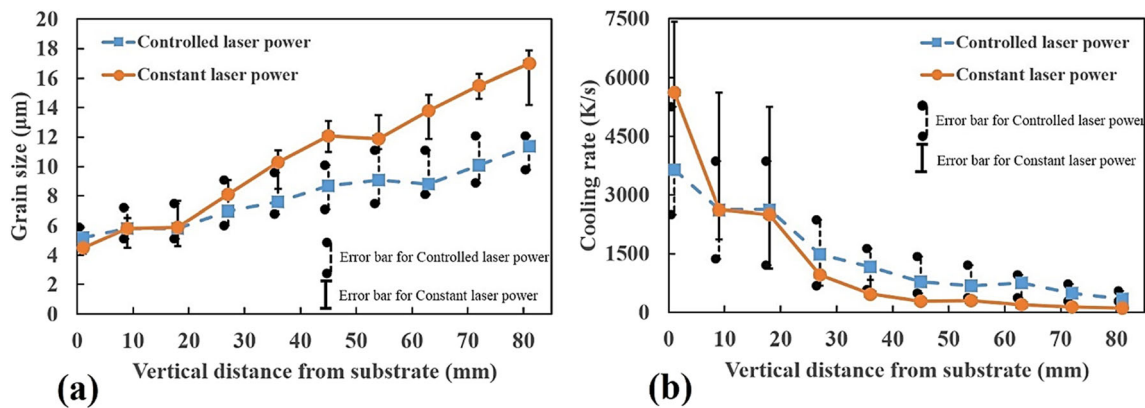 20
18
16
14
12
10
8
6
4
2
0
Grain size (µm)
Controlled laser power
Constant laser power
Error bar for Controlled laser power
Error bar for Constant laser power
0 10 20 30 40 50 60 70 80
Vertical distance from substrate (mm)
(a)
7500
6000
4500
3000
1500
0
Cooling rate (K/s)
Controlled laser power
Constant laser power
Error bar for Controlled laser power
Error bar for Constant laser power
0 10 20 30 40 50 60 70 80
Vertical distance from substrate (mm)
(b)